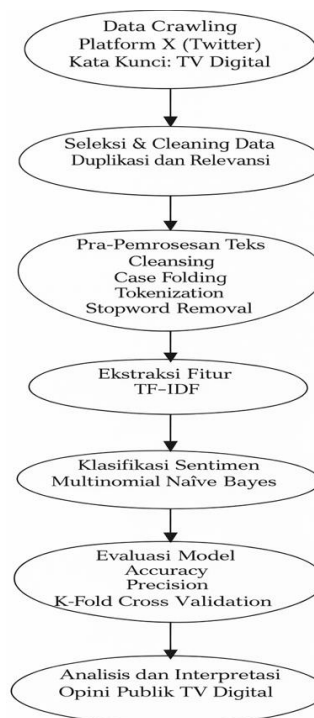 Data Crawling
Platform X (Twitter)
Kata Kunci: TV Digital
Seleksi & Cleaning Data
Duplikasi dan Relevansi
Pra-Pemrosesan Teks
Cleansing
Case Folding
Tokenization
Stopword Removal
Ekstraksi Fitur
TF–IDF
Klasifikasi Sentimen
Multinomial Naïve Bayes
Evaluasi Model
Accuracy
Precision
K-Fold Cross Validation
Analisis dan Interpretasi
Opini Publik TV Digital